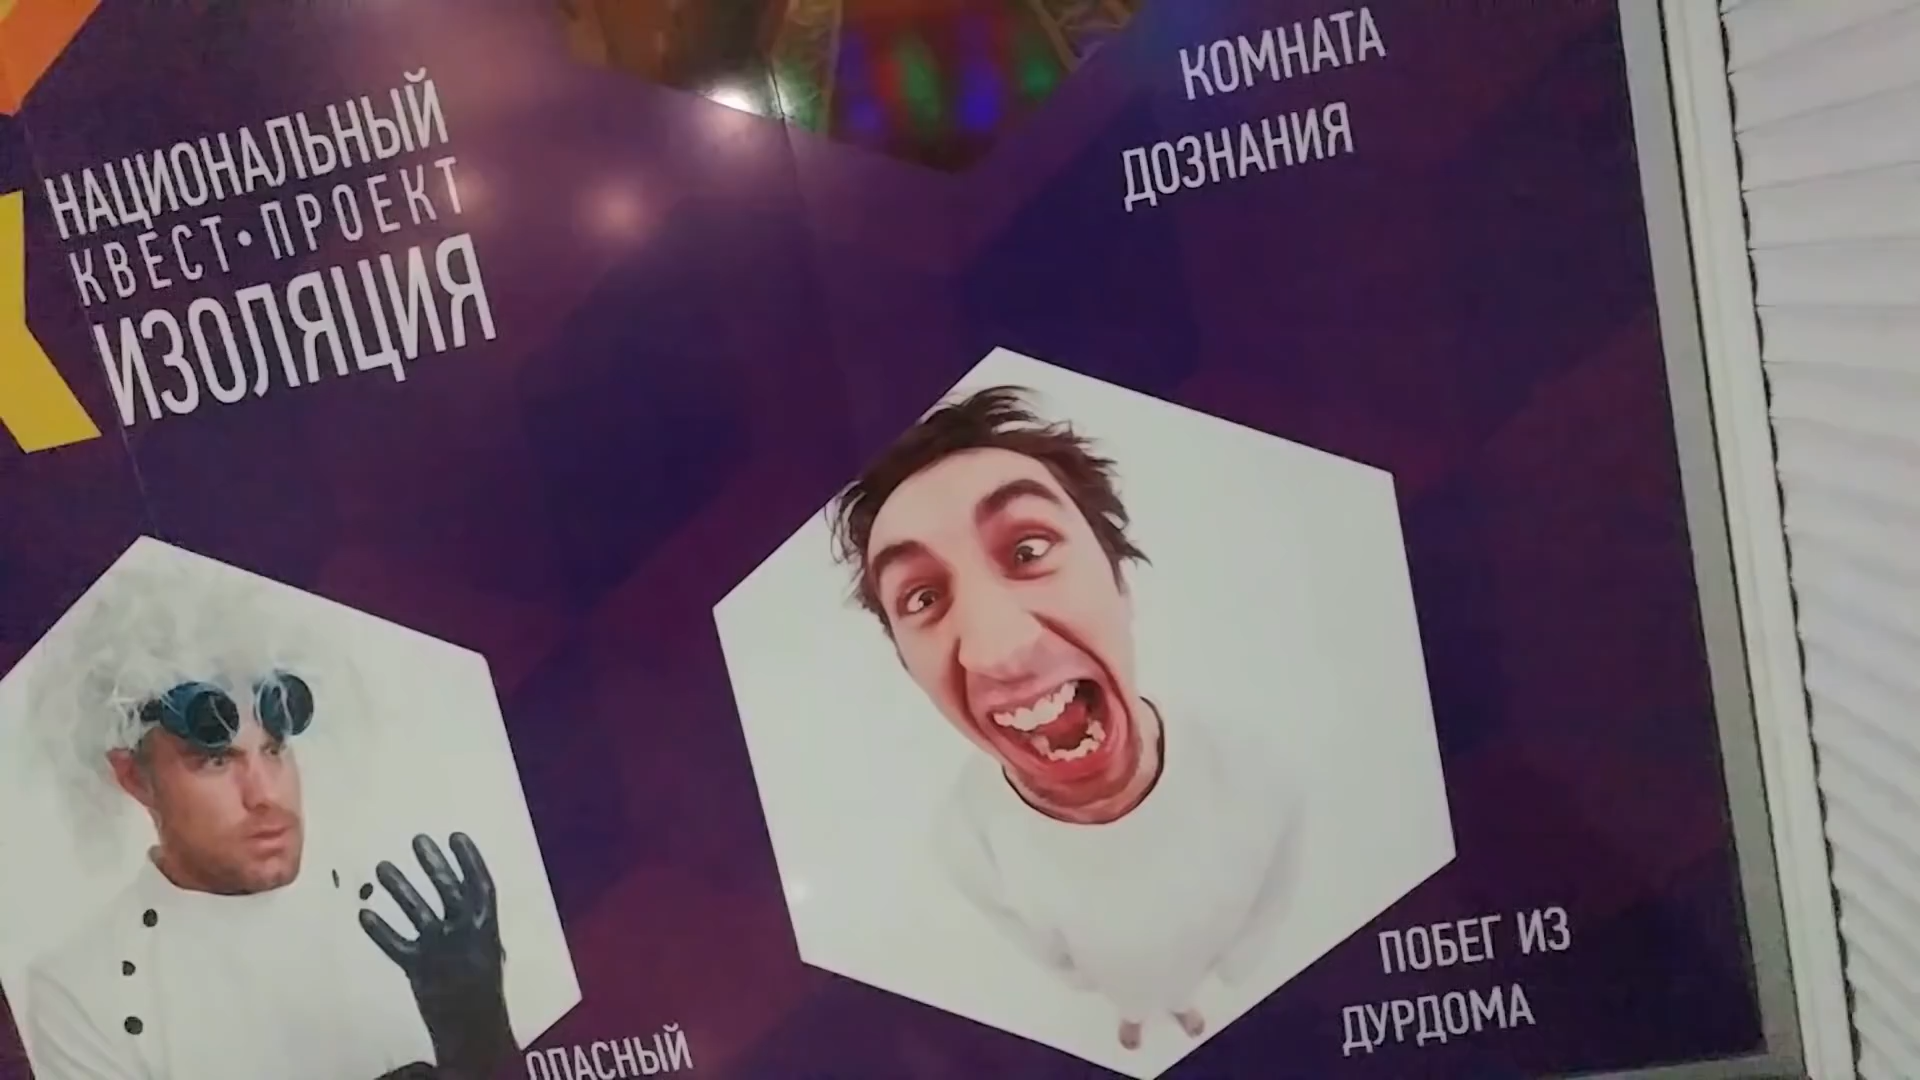 НАЦИОНАЛЬНЫЙ
КВЕСТ·ПРОЕКТ
ИЗОЛЯЦИЯ
КОМНАТА
ДОЗНАНИЯ
ОПАСНЫЙ
ПОБЕГ ИЗ
ДУРДОМА